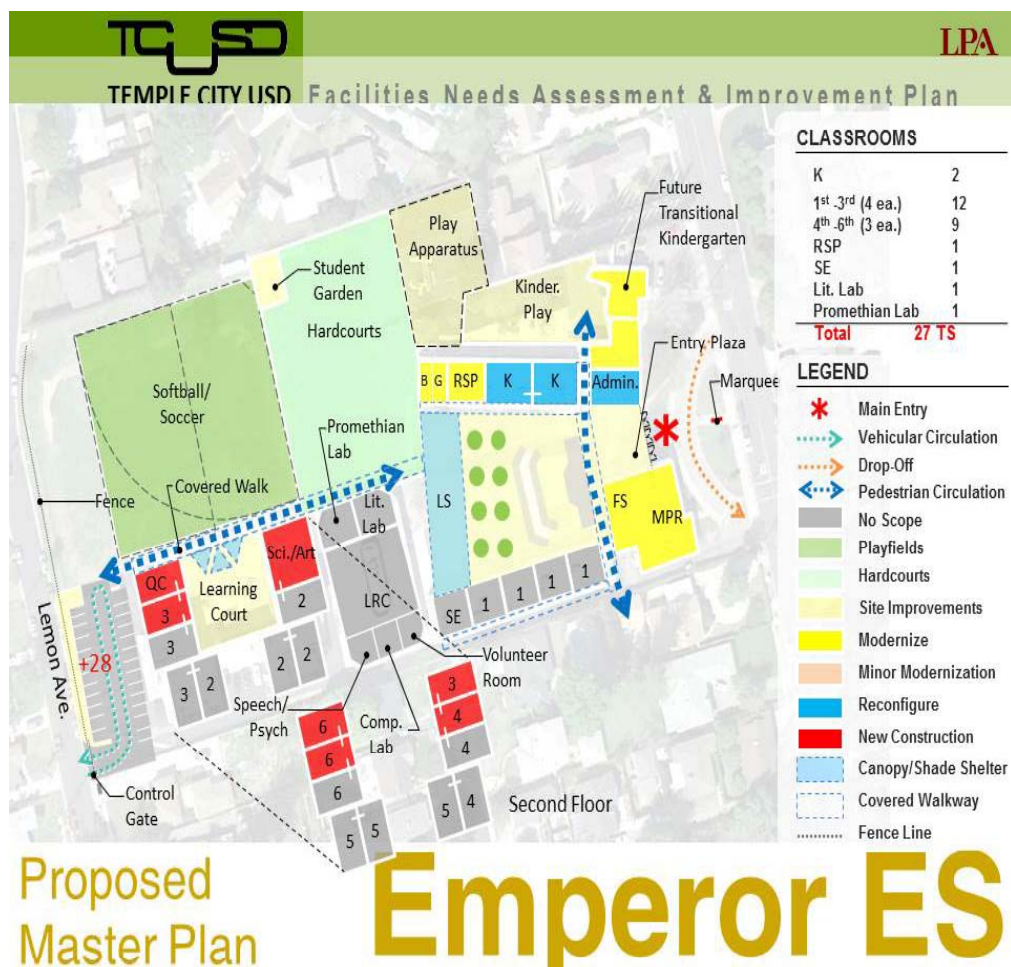 TCUSD
LPA
TEMPLE CITY USD Facilities Needs Assessment & Improvement Plan
CLASSROOMS
K 2
1st-3rd (4 ea.) 12
4th-6th (3 ea.) 9
RSP 1
SE 1
Lit. Lab 1
Promethian Lab 1
Total 27 TS
LEGEND
Main Entry
Vehicular Circulation
Drop-Off
Pedestrian Circulation
No Scope
Playfields
Hardcourts
Site Improvements
Modernize
Minor Modernization
Reconfigure
New Construction
Canopy/Shade Shelter
Covered Walkway
Fence Line
Future
Transitional
Kindergarten
Play
Apparatus
Student
Garden
Hardcourts
Kinder.
Play
Entry Plaza
Marquee
B G RSP K K Admin.
Softball/
Soccer
Promethian
Lab
Fence
Covered Walk
Lit.
Lab
LS
FS
MPR
Sci./Art
QC
Learning
Court
3
2
LRC
SE 1 1 1 1
3
+28
Lemon Ave.
3 2
2 2
Volunteer
Room
Speech/
Psych
Comp.
Lab
3
4
4
5 4
6
6
6
5 5
Second Floor
Control
Gate
Proposed
Master Plan
Emperor ES